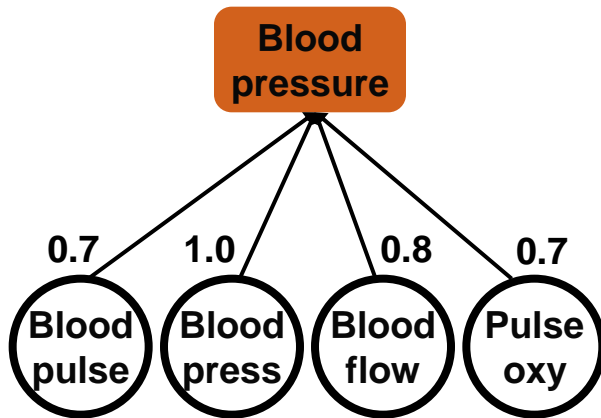 Blood
pressure
0.7 1.0 0.8 0.7
Blood Blood Blood Pulse
pulse press flow oxy